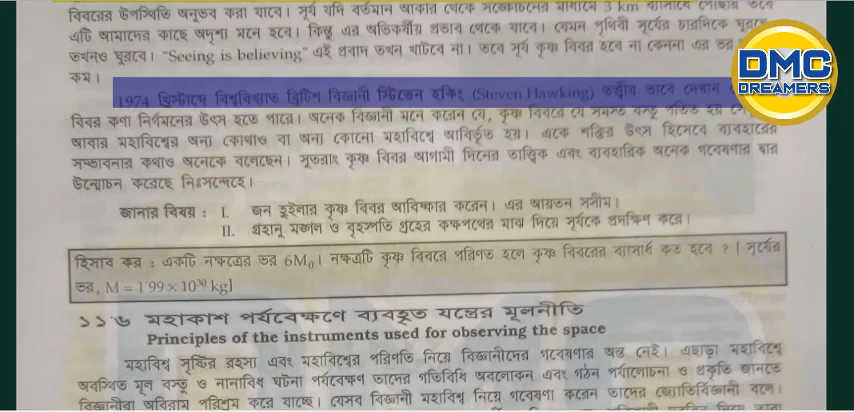 বিবরের উপস্থিতি অনুভব করা যাবে। সূর্য যদি বর্তমান আকার থেকে সংকোচনের মাধ্যমে 3 km ব্যাসার্ধে
এটি আমাদের কাছে অদৃশ্য মনে হবে। কিন্তু এর অভিকর্ষীয় প্রভাব থেকে যাবে। যেমন পৃথিবী সূর্যের চারদিকে ঘুরছে
তখনও ঘুরবে। “Seeing is believing” এই প্রবাদ তখন খাটবে না। তবে সূর্য কৃষ্ণ বিবর হবে না কেননা এর ভর
কম।
1974 খ্রিস্টাব্দে বিশ্ববিখ্যাত ব্রিটিশ বিজ্ঞানী স্টিফেন হকিং (Steven Hawking) তত্ত্বীয় ভাবে দেখান
বিবর কণা নির্গমনের উৎস হতে পারে। অনেক বিজ্ঞানী মনে করেন যে, কৃষ্ণ বিবরে যে সমস্ত বস্তু পতিত হয়
আবার মহাবিশ্বের অন্য কোথাও বা অন্য কোনো মহাবিশ্বে আবির্ভূত হয়। একে শক্তির উৎস হিসেবে ব্যবহারের
সম্ভাবনার কথাও অনেকে বলেছেন। সুতরাং কৃষ্ণ বিবর আগামী দিনের তাত্ত্বিক এবং ব্যবহারিক অনেক গবেষণার দ্বার
উন্মোচন করেছে নিঃসন্দেহে।
DMC
DREAMERS
জানার বিষয় : I. জন হুইলার কৃষ্ণ বিবর আবিষ্কার করেন। এর আয়তন সসীম।
II. গ্রহাণু মঙ্গল ও বৃহস্পতি গ্রহের কক্ষপথের মাঝ দিয়ে সূর্যকে প্রদক্ষিণ করে।
হিসাব কর : একটি নক্ষত্রের ভর 6M₀। নক্ষত্রটি কৃষ্ণ বিবরে পরিণত হলে কৃষ্ণ বিবরের ব্যাসার্ধ কত হবে ? [ সূর্যের
ভর, M = 1·99 × 10³⁰ kg]
১১·৬ মহাকাশ পর্যবেক্ষণে ব্যবহৃত যন্ত্রের মূলনীতি
Principles of the instruments used for observing the space
মহাবিশ্ব সৃষ্টির রহস্য এবং মহাবিশ্বের পরিণতি নিয়ে বিজ্ঞানীদের গবেষণার অন্ত নেই। এছাড়া মহাবিশ্বে
অবস্থিত মূল বস্তু ও নানাবিধ ঘটনা পর্যবেক্ষণ তাদের গতিবিধি অবলোকন এবং গঠন পর্যালোচনা ও প্রকৃতি জানতে
বিজ্ঞানীরা অবিরাম পরিশ্রম করে যাচ্ছে। যেসব বিজ্ঞানী মহাবিশ্ব নিয়ে গবেষণা করেন তাদের জ্যোতির্বিজ্ঞানী বলে।